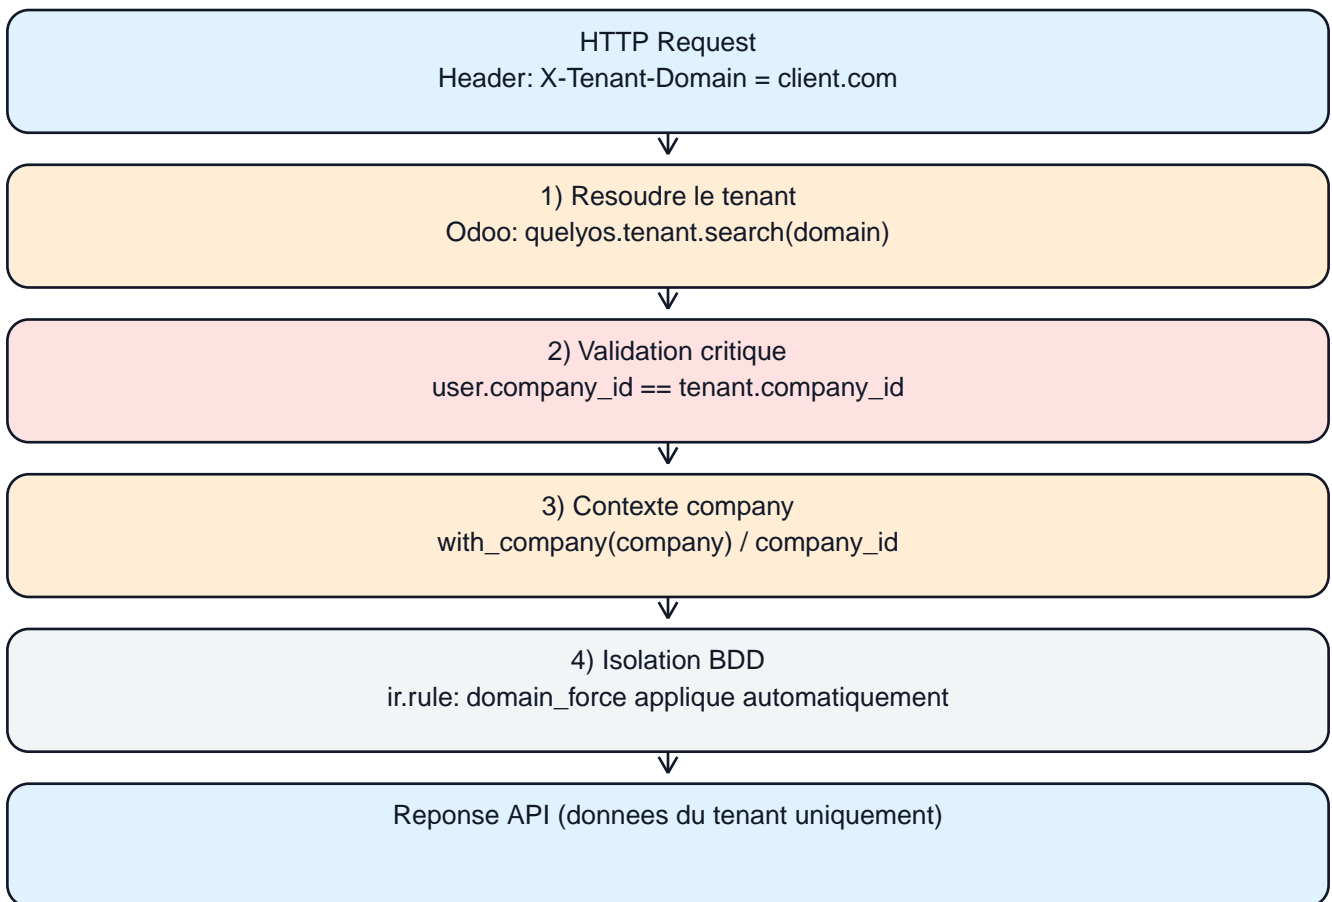 HTTP Request
Header: X-Tenant-Domain = client.com
1) Resoudre le tenant
Odoo: quelyos.tenant.search(domain)
2) Validation critique
user.company_id == tenant.company_id
3) Contexte company
with_company(company) / company_id
4) Isolation BDD
ir.rule: domain_force applique automatiquement
Reponse API (donnees du tenant uniquement)